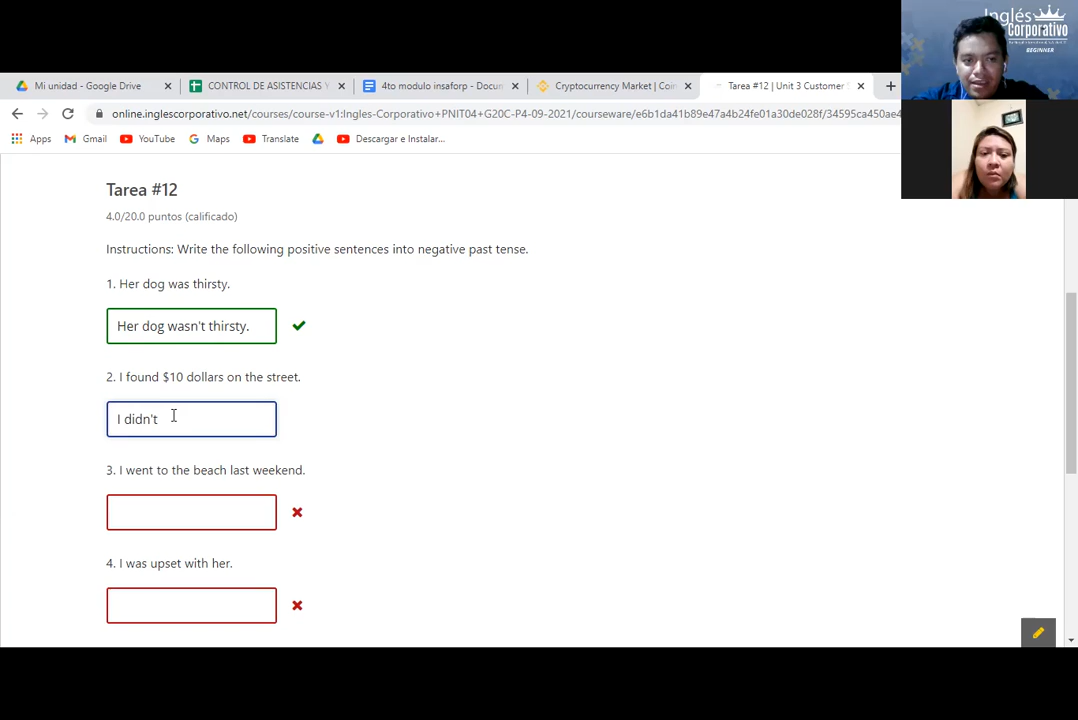 Inglés
Corporativo
BEGINNER
Mi unidad - Google Drive
CONTROL DE ASISTENCIAS Y
4to modulo insaforp - Docum
Cryptocurrency Market | Coin
Tarea #12 | Unit 3 Customer S
online.inglescorporativo.net/courses/course-v1:Ingles-Corporativo+PNIT04+G20C-P4-09-2021/courseware/e6b1da41b89e47a4b24fe01a30de028f/34595ca450ae4
Apps
Gmail
YouTube
Maps
Translate
Descargar e Instalar...
Tarea #12
4.0/20.0 puntos (calificado)
Instructions: Write the following positive sentences into negative past tense.
1. Her dog was thirsty.
Her dog wasn't thirsty.
2. I found $10 dollars on the street.
I didn't
3. I went to the beach last weekend.
4. I was upset with her.